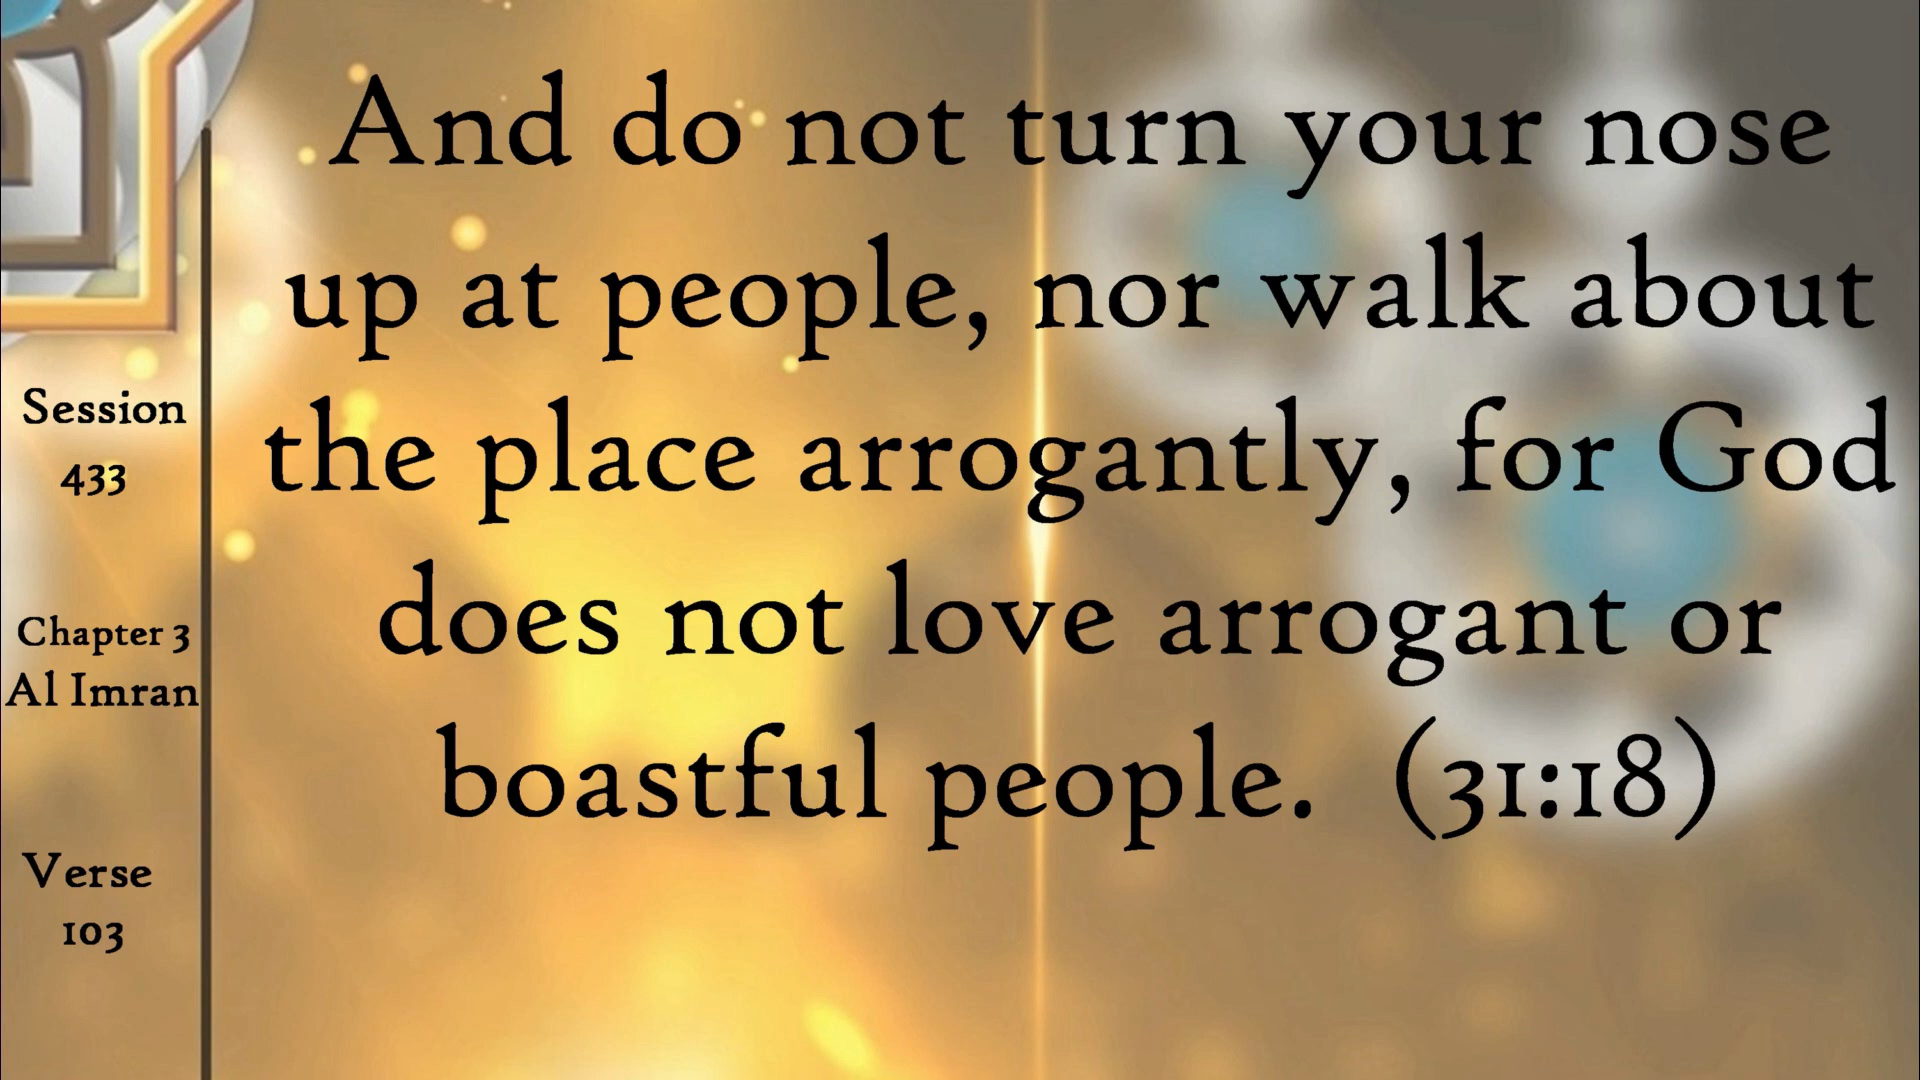 And do not turn your nose
up at people, nor walk about
the place arrogantly, for God
does not love arrogant or
boastful people. (31:18)
Session
433
Chapter 3
Al Imran
Verse
103